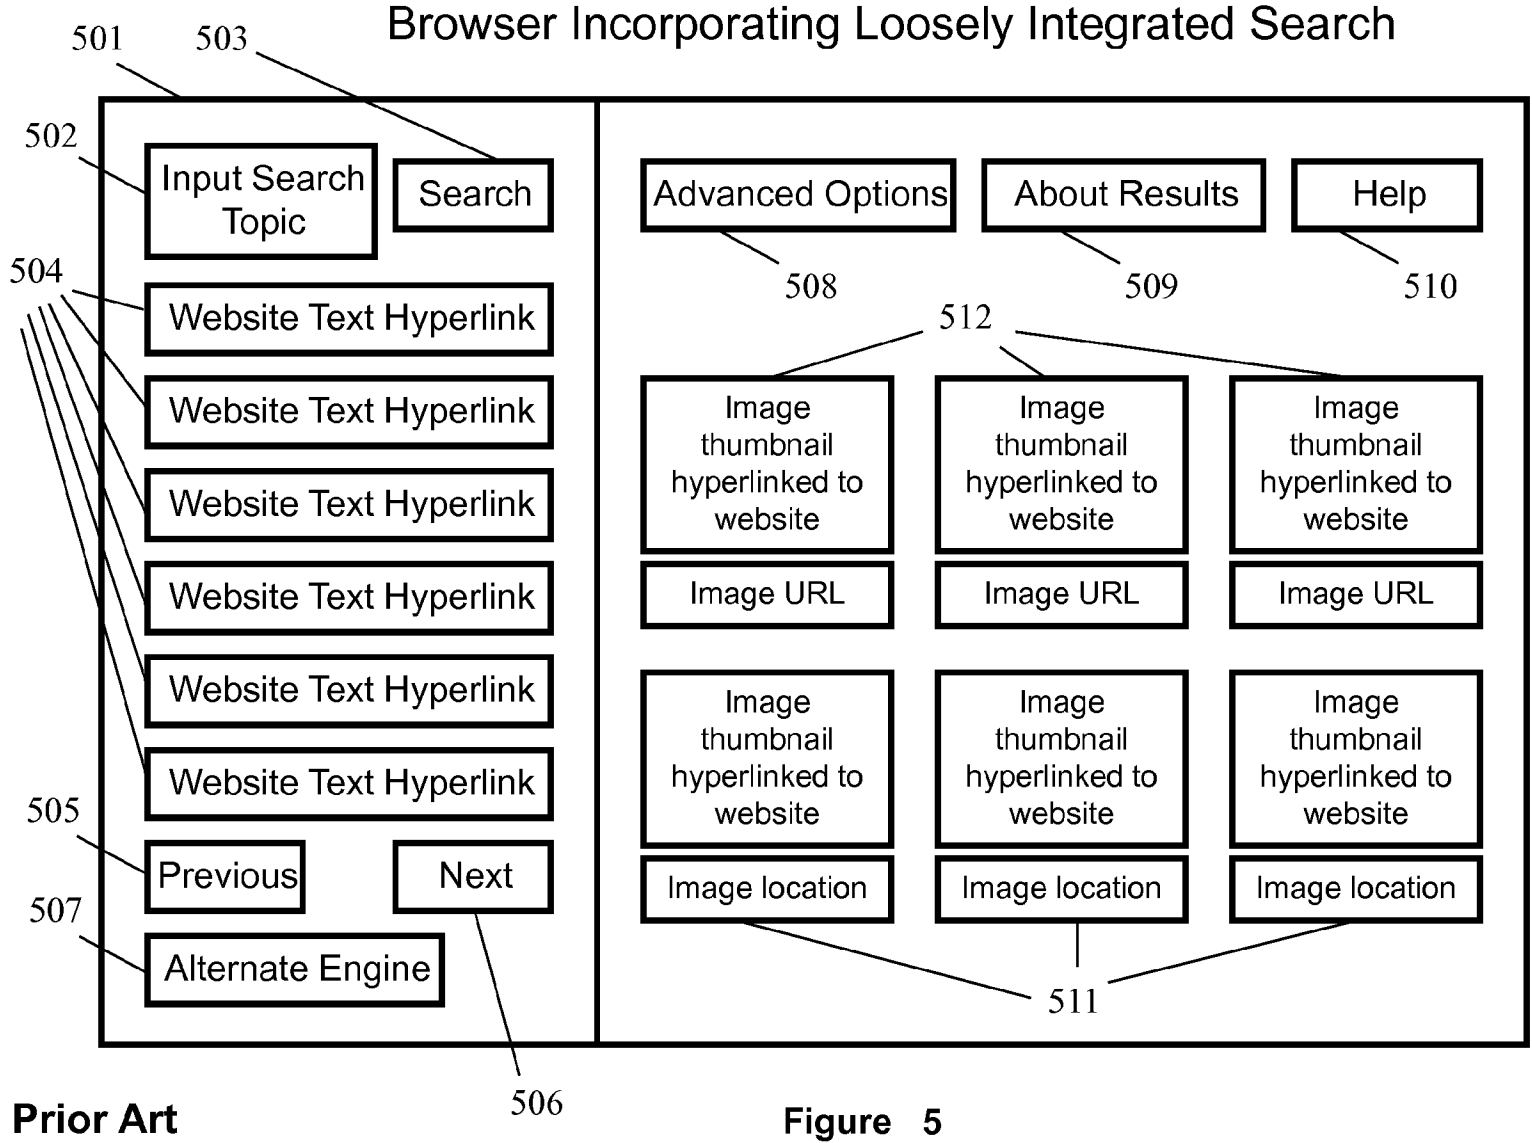 Browser Incorporating Loosely Integrated Search
501
503
502
Input Search
Topic
Search
Advanced Options
About Results
Help
508
509
510
504
512
Website Text Hyperlink
Website Text Hyperlink
Website Text Hyperlink
Website Text Hyperlink
Website Text Hyperlink
Website Text Hyperlink
Image
thumbnail
hyperlinked to
website
Image
thumbnail
hyperlinked to
website
Image
thumbnail
hyperlinked to
website
Image URL
Image URL
Image URL
Image
thumbnail
hyperlinked to
website
Image
thumbnail
hyperlinked to
website
Image
thumbnail
hyperlinked to
website
Image location
Image location
Image location
511
505
Previous
Next
507
Alternate Engine
506
Prior Art
Figure 5